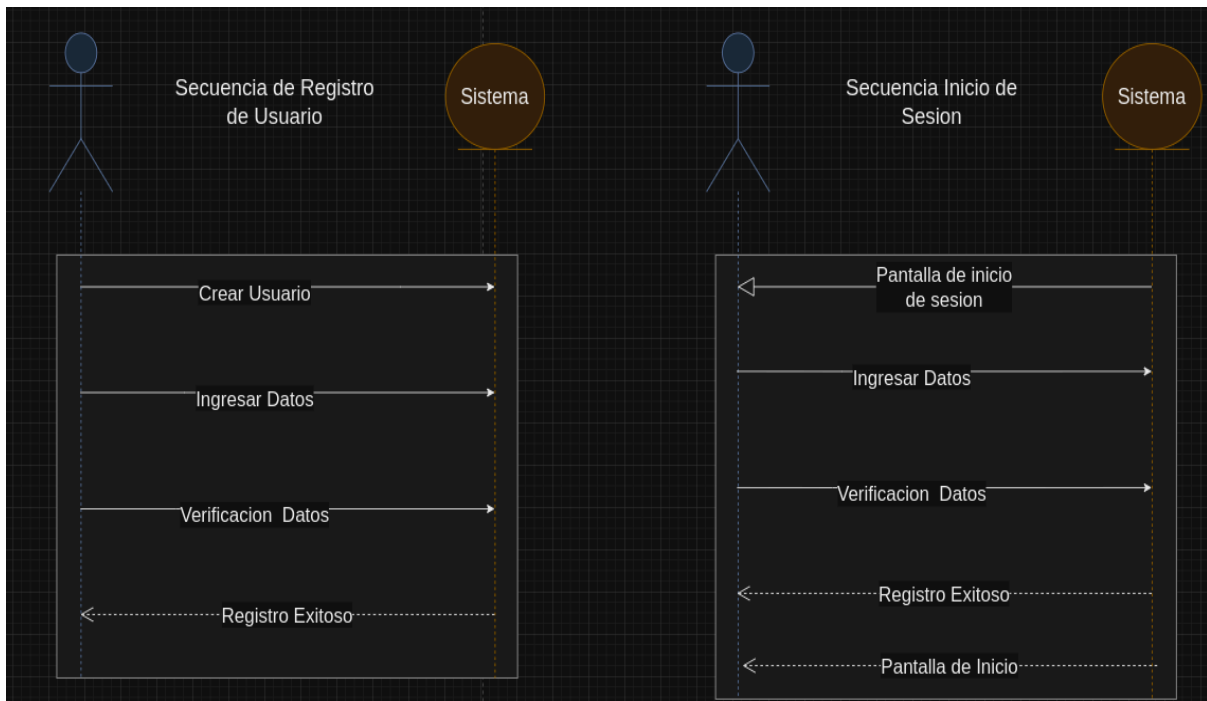 Secuencia de Registro
de Usuario
Sistema
Crear Usuario
Ingresar Datos
Verificacion  Datos
Registro Exitoso
Secuencia Inicio de
Sesion
Sistema
Pantalla de inicio
de sesion
Ingresar Datos
Verificacion  Datos
Registro Exitoso
Pantalla de Inicio